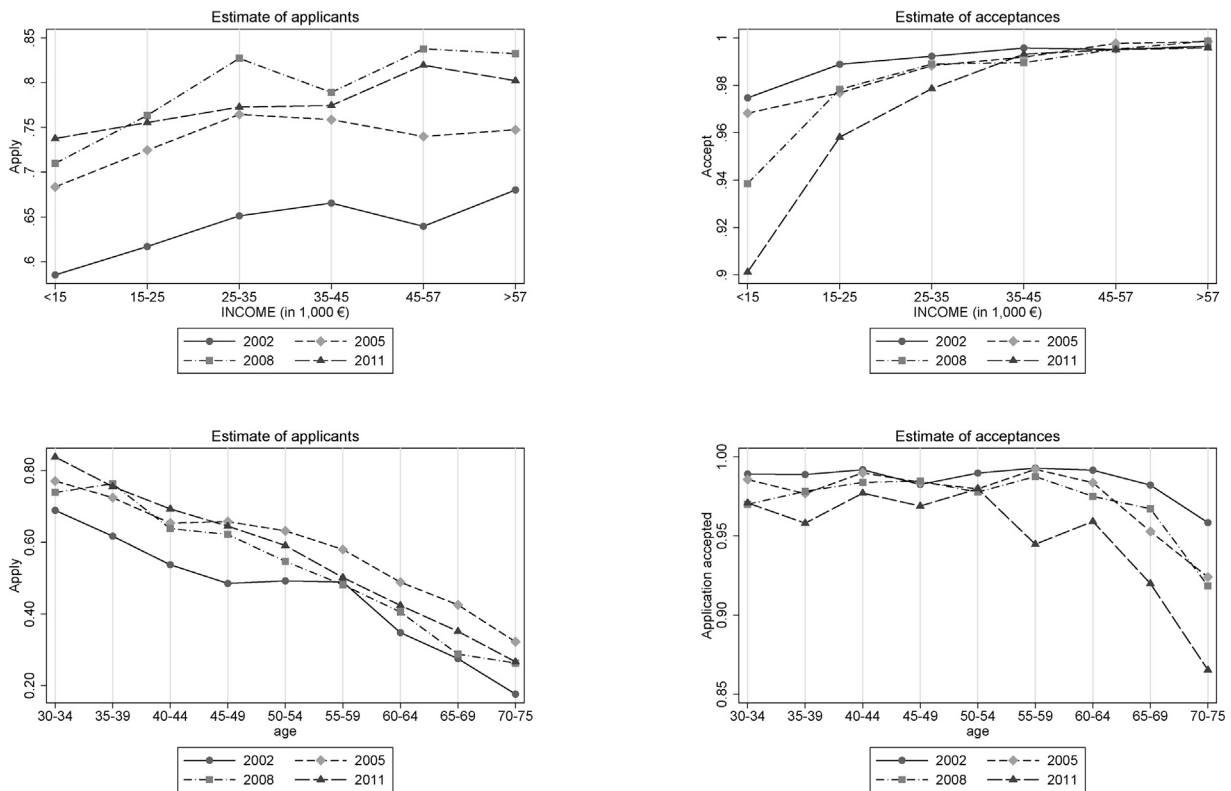 Estimate of applicants
Apply
.85
.8
.75
.7
.65
.6
<15 15-25 25-35 35-45 45-57 >57
INCOME (in 1,000 €)
2002 2005
2008 2011
Estimate of acceptances
Accept
1
.98
.96
.94
.92
.9
<15 15-25 25-35 35-45 45-57 >57
INCOME (in 1,000 €)
2002 2005
2008 2011
Estimate of applicants
Apply
0.80
0.60
0.40
0.20
30-34 35-39 40-44 45-49 50-54 55-59 60-64 65-69 70-75
age
2002 2005
2008 2011
Estimate of acceptances
Application accepted
1.00
0.95
0.90
0.85
30-34 35-39 40-44 45-49 50-54 55-59 60-64 65-69 70-75
age
2002 2005
2008 2011